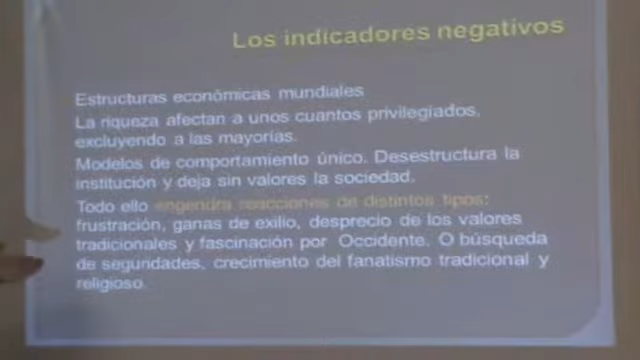 Los indicadores negativos
Estructuras económicas mundiales
La riqueza afectan a unos cuantos privilegiados,
excluyendo a las mayorías.
Modelos de comportamiento único. Desestructura la
institución y deja sin valores la sociedad.
Todo ello engendra reacciones de distintos tipos:
frustración, ganas de exilio, desprecio de los valores
tradicionales y fascinación por Occidente. O búsqueda
de seguridades, crecimiento del fanatismo tradicional y
religioso.